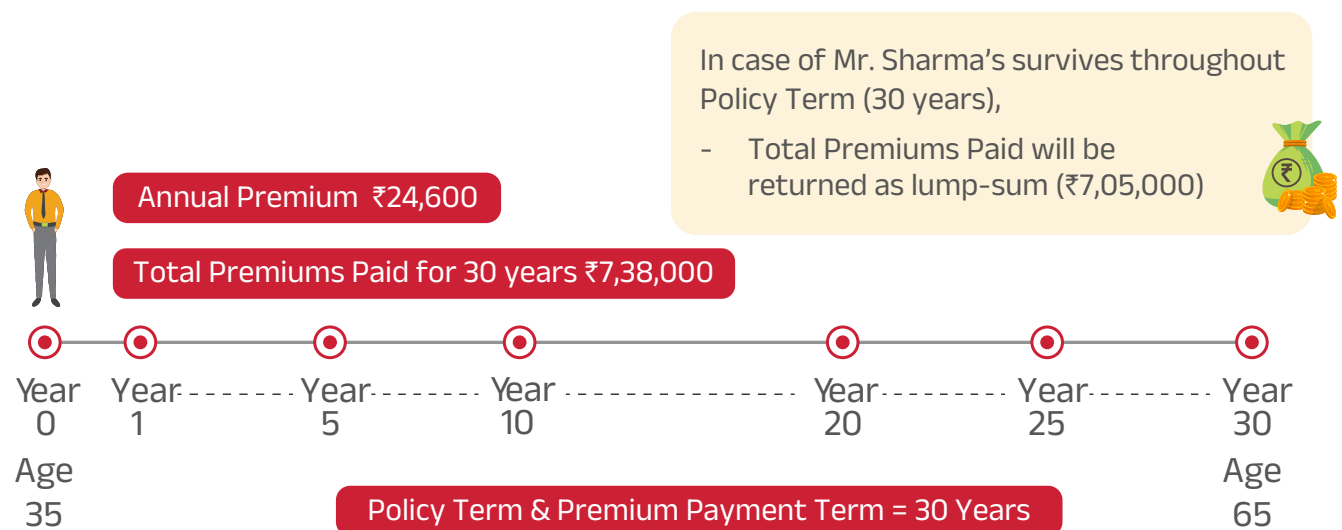 In case of Mr. Sharma’s survives throughout
Policy Term (30 years),
- Total Premiums Paid will be
returned as lump-sum (₹7,05,000)
₹
Annual Premium ₹24,600
Total Premiums Paid for 30 years ₹7,38,000
Year Year Year Year Year Year Year
0 1 5 10 20 25 30
Age Age
35 65
Policy Term & Premium Payment Term = 30 Years